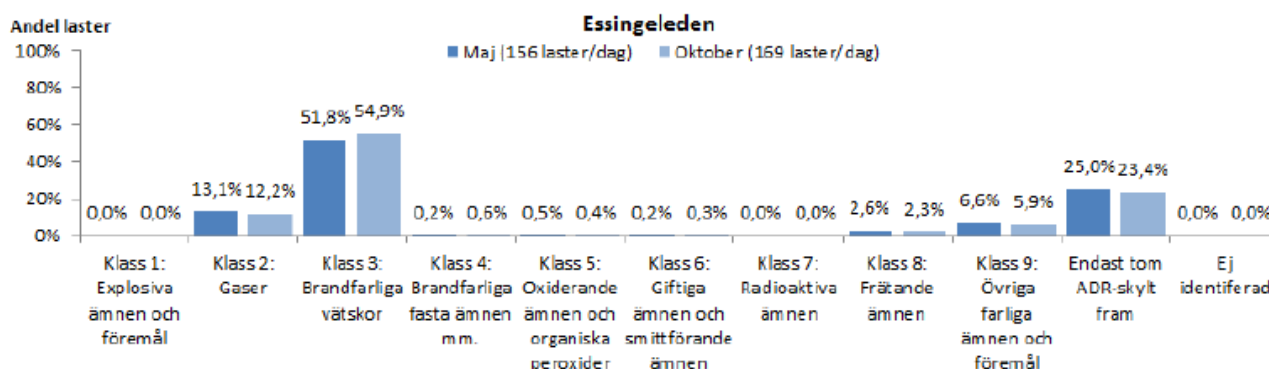 Essingeleden
Andel laster
Maj (156 laster/dag) Oktober (169 laster/dag)
100%
80%
60%
40%
20%
0%
0,0% 0,0%
13,1% 12,2%
51,8% 54,9%
0,2% 0,6%
0,5% 0,4%
0,2% 0,3%
0,0% 0,0%
2,6% 2,3%
6,6% 5,9%
25,0% 23,4%
0,0% 0,0%
Klass 1:
Explosiva
ämnen och
föremål
Klass 2:
Gaser
Klass 3:
Brandfarliga
vätskor
Klass 4:
Brandfarliga
fasta ämnen
mm.
Klass 5:
Oxiderande
ämnen och
organiska
peroxider
Klass 6:
Giftiga
ämnen och
smittförande
ämnen
Klass 7:
Radioaktiva
ämnen
Klass 8:
Frätande
ämnen
Klass 9:
Övriga
farliga
ämnen och
föremål
Endast tom
ADR-skylt
fram
Ej
identiferad